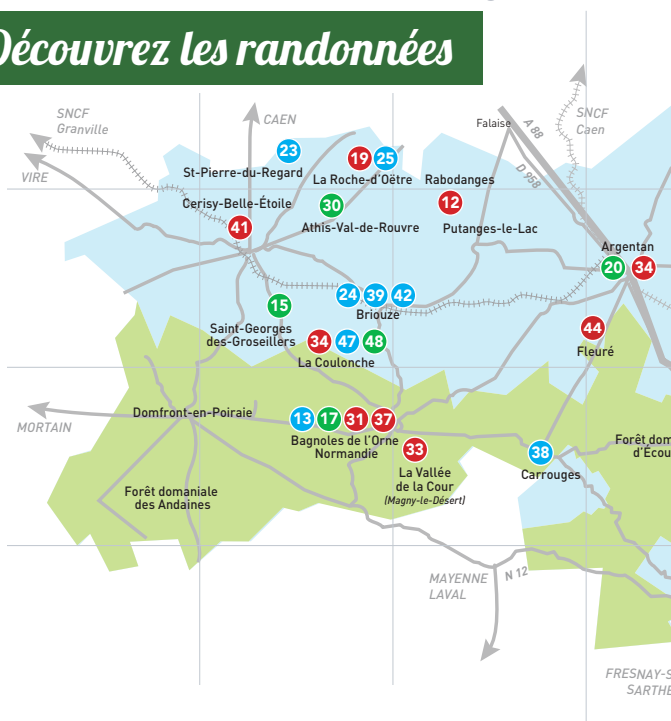 Découvrez les randonnées
SNCF
Granville
CAEN
Falaise
A 88
SNCF
Caen
VIRE
23
St-Pierre-du-Regard
19 25
La Roche-d'Oëtre
D 958
Rabodanges
12
Cerisy-Belle-Étoile
41
30
Athis-Val-de-Rouvre
Putanges-le-Lac
Argentan
20 34
24 39 42
Briouze
15
Saint-Georges
des-Groseillers
34 47 48
La Coulonche
44
Fleuré
MORTAIN
Domfront-en-Poiraie
13 17 31 37
Bagnoles de l'Orne
Normandie
33
La Vallée
de la Cour
(Magny-le-Désert)
38
Carrouges
Forêt dom
d'Écou
Forêt domaniale
des Andaines
MAYENNE
LAVAL
N 12
FRESNAY-S
SARTHE